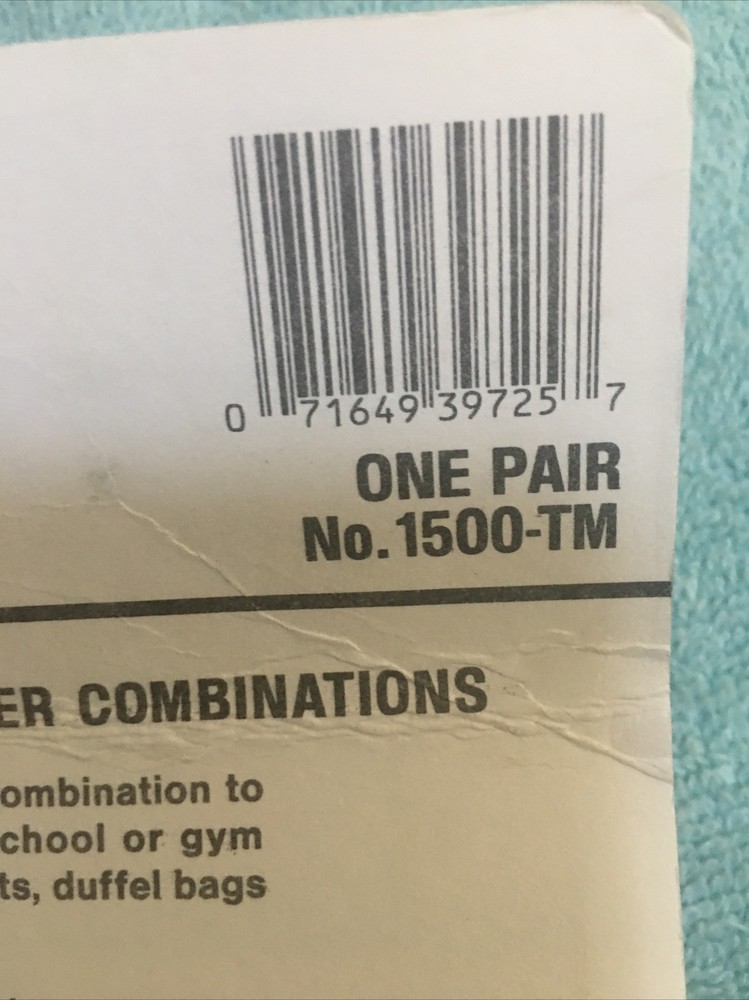 0 71649 39725 7
ONE PAIR
No. 1500-TM
ER COMBINATIONS
ombination to
chool or gym
ts, duffel bags